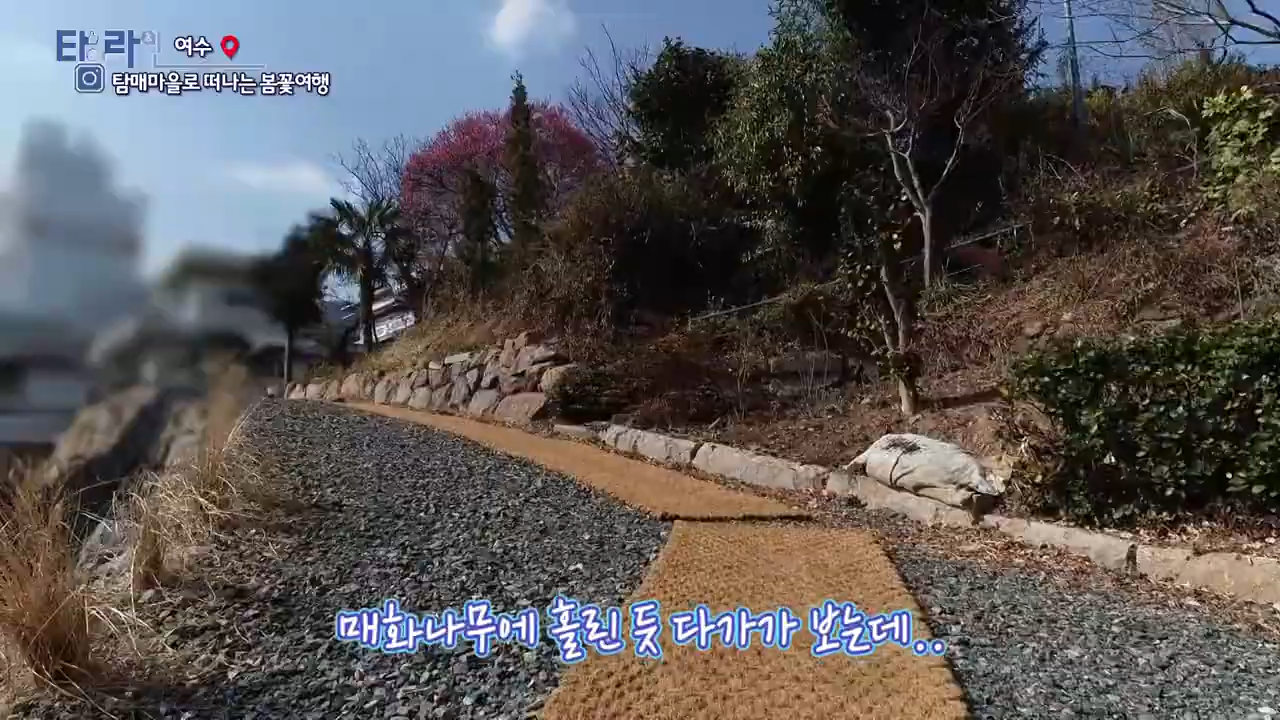 타라 여수
탐매마을로 떠나는 봄꽃여행
매화나무에 홀린 듯 다가가 보는데..